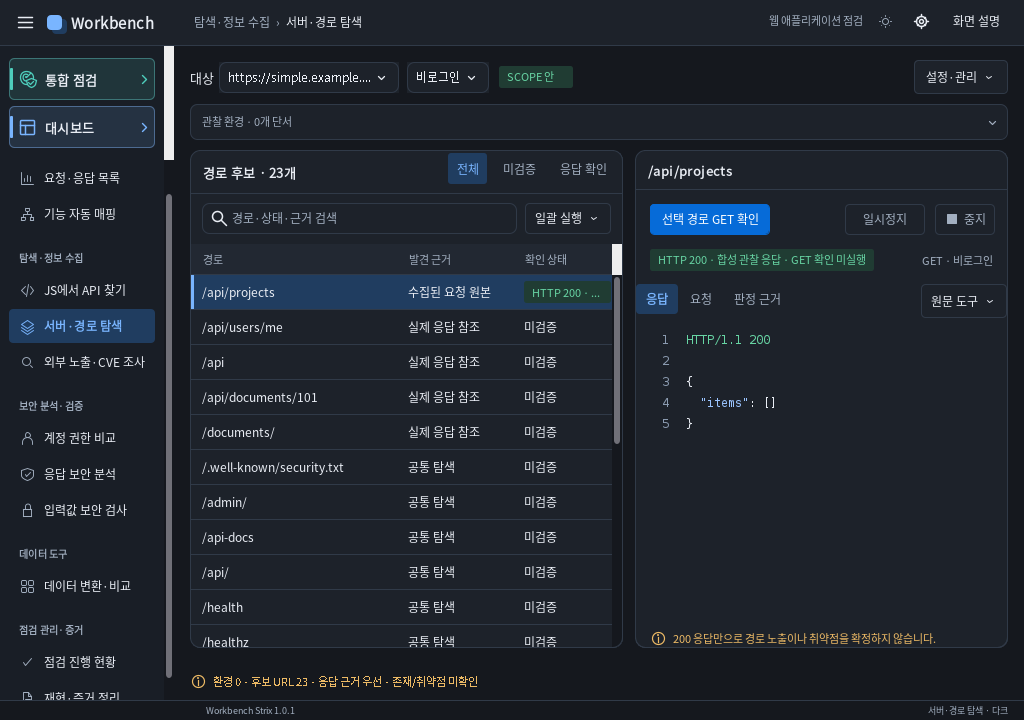 Workbench
탐색·정보 수집 › 서버·경로 탐색
웹 애플리케이션 점검
화면 설명
통합 점검
대시보드
요청·응답 목록
기능 자동 매핑
탐색·정보 수집
JS에서 API 찾기
서버·경로 탐색
외부 노출·CVE 조사
보안 분석·검증
계정 권한 비교
응답 보안 분석
입력값 보안 검사
데이터 도구
데이터 변환·비교
점검 관리·증거
점검 진행 현황
재현·증거 정리
대상 https://simple.example.... 비로그인 SCOPE 안 설정·관리
관찰 환경 · 0개 단서
경로 후보 · 23개 전체 미검증 응답 확인
경로·상태·근거 검색 일괄 실행
경로 발견 근거 확인 상태
/api/projects 수집된 요청 원본 HTTP 200 · ...
/api/users/me 실제 응답 참조 미검증
/api 실제 응답 참조 미검증
/api/documents/101 실제 응답 참조 미검증
/documents/ 실제 응답 참조 미검증
/.well-known/security.txt 공통 탐색 미검증
/admin/ 공통 탐색 미검증
/api-docs 공통 탐색 미검증
/api/ 공통 탐색 미검증
/health 공통 탐색 미검증
/healthz 공통 탐색 미검증
/api/projects
선택 경로 GET 확인 일시정지 중지
HTTP 200 · 합성 관찰 응답 · GET 확인 미실행 GET · 비로그인
응답 요청 판정 근거 원문 도구
1 HTTP/1.1 200
2
3 {
4 "items": []
5 }
200 응답만으로 경로 노출이나 취약점을 확정하지 않습니다.
환경 0 · 후보 URL 23 · 응답 근거 우선 · 존재/취약점 미확인
Workbench Strix 1.0.1
서버·경로 탐색 · 다크